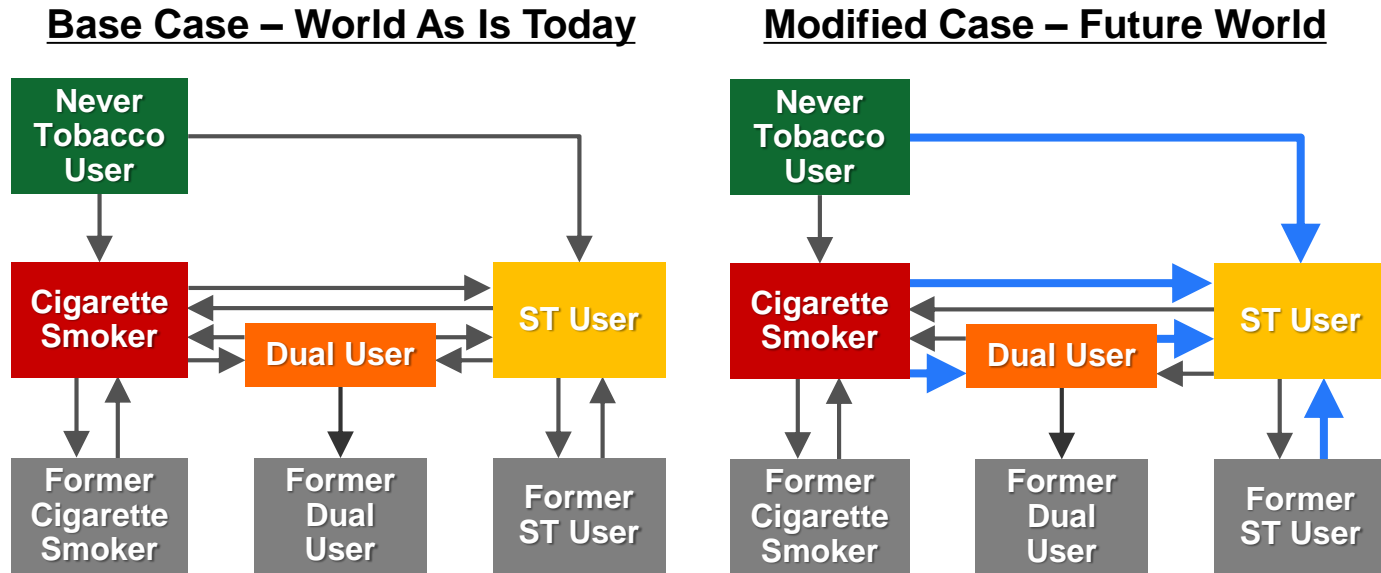 Base Case – World As Is Today
Never
Tobacco
User
Cigarette
Smoker
ST User
Dual User
Former
Cigarette
Smoker
Former
Dual
User
Former
ST User
Modified Case – Future World
Never
Tobacco
User
Cigarette
Smoker
ST User
Dual User
Former
Cigarette
Smoker
Former
Dual
User
Former
ST User